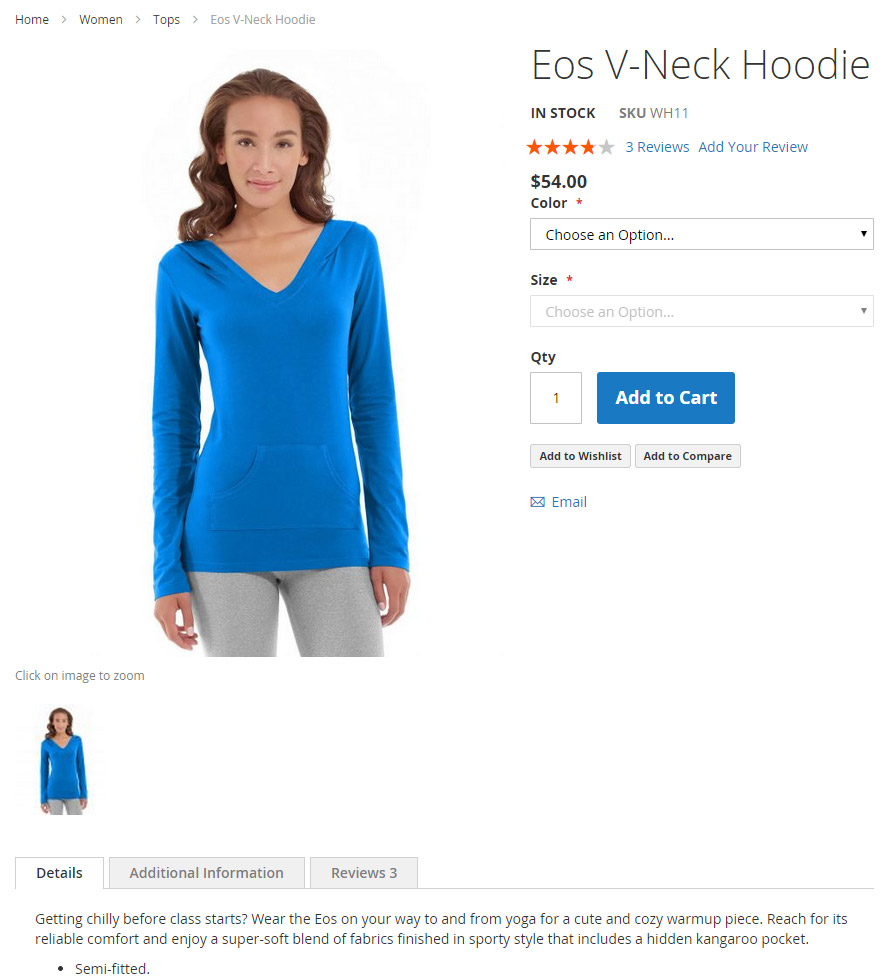 Home > Women > Tops > Eos V-Neck Hoodie
Eos V-Neck Hoodie
IN STOCK SKU WH11
3 Reviews Add Your Review
$54.00
Color *
Choose an Option...
Size *
Choose an Option...
Qty
1 Add to Cart
Add to Wishlist Add to Compare
Email
Click on image to zoom
Details Additional Information Reviews 3
Getting chilly before class starts? Wear the Eos on your way to and from yoga for a cute and cozy warmup piece. Reach for its
reliable comfort and enjoy a super-soft blend of fabrics finished in sporty style that includes a hidden kangaroo pocket.
• Semi-fitted.